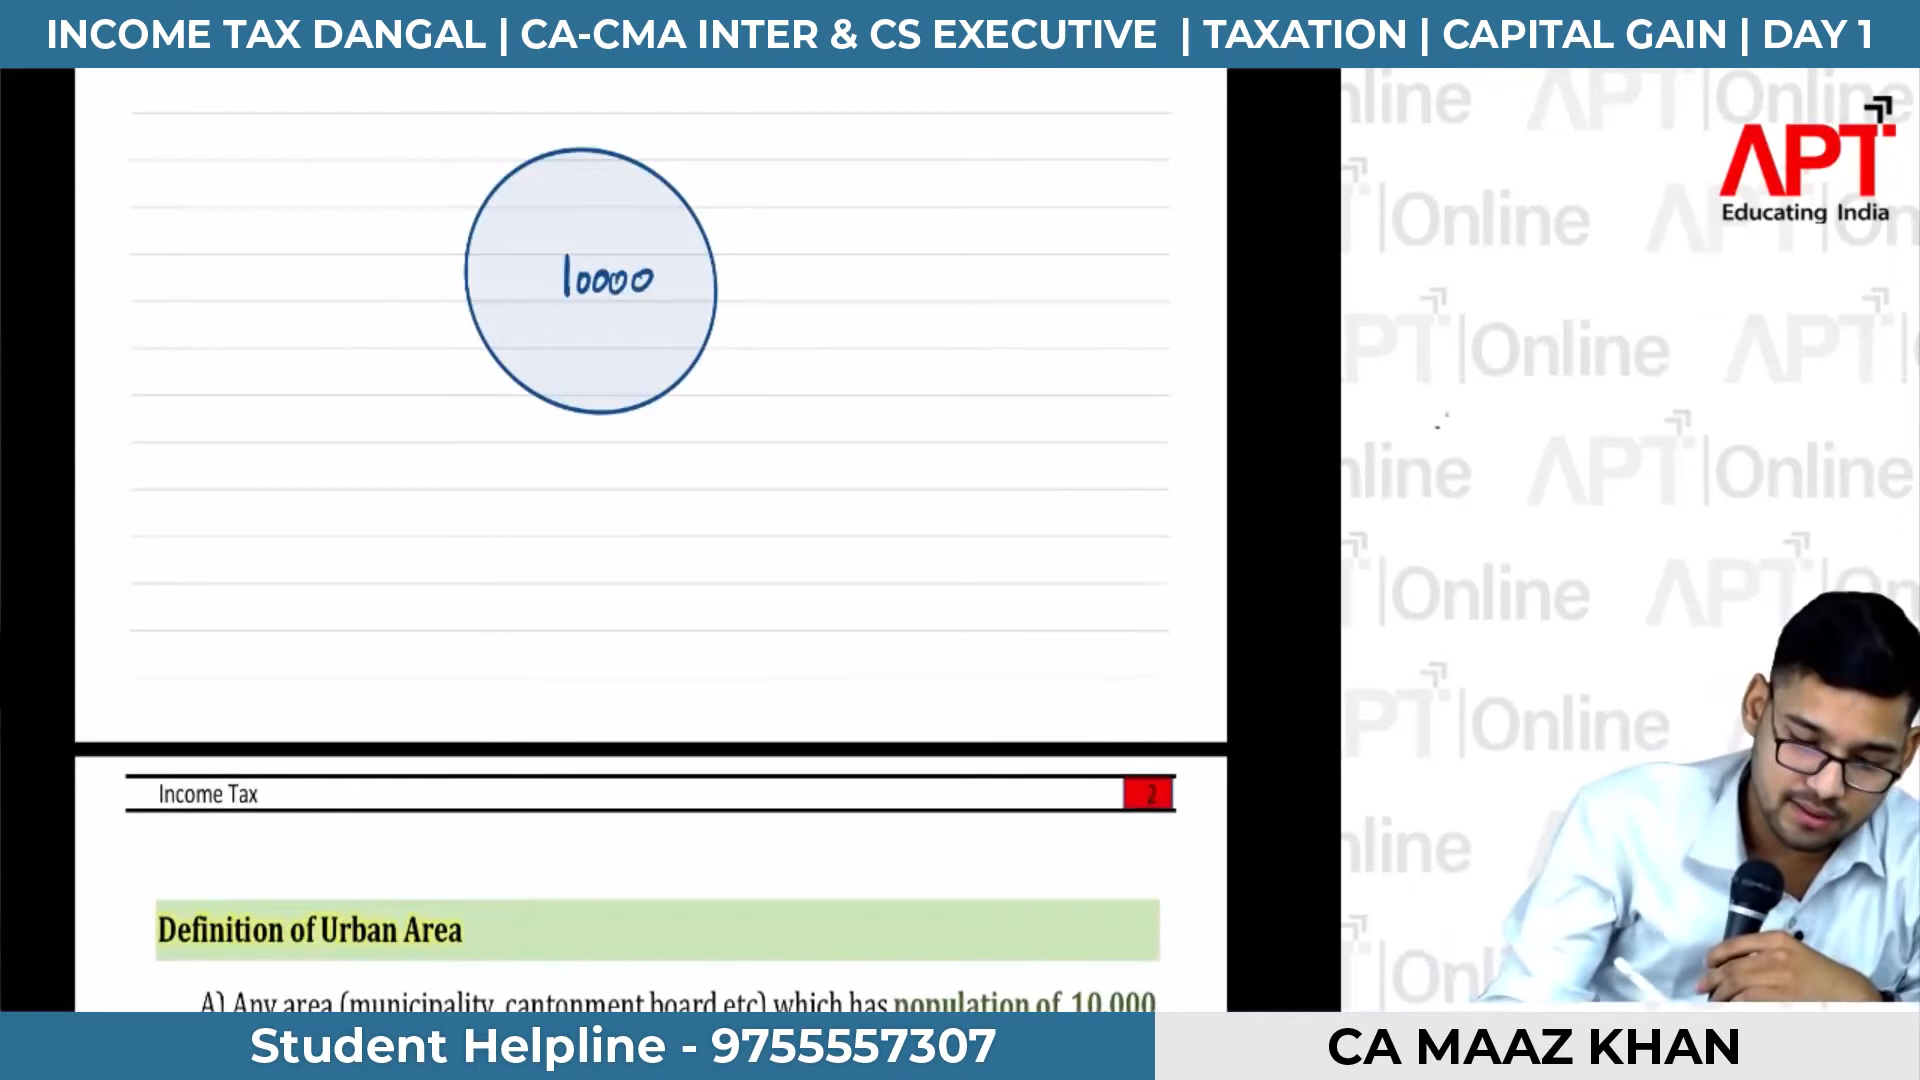 INCOME TAX DANGAL | CA-CMA INTER & CS EXECUTIVE | TAXATION | CAPITAL GAIN | DAY 1
APT
Educating India
10000
Income Tax 2
Definition of Urban Area
A) Any area (municipality, cantonment board etc) which has population of 10,000
APT|Online
Student Helpline - 9755557307
CA MAAZ KHAN